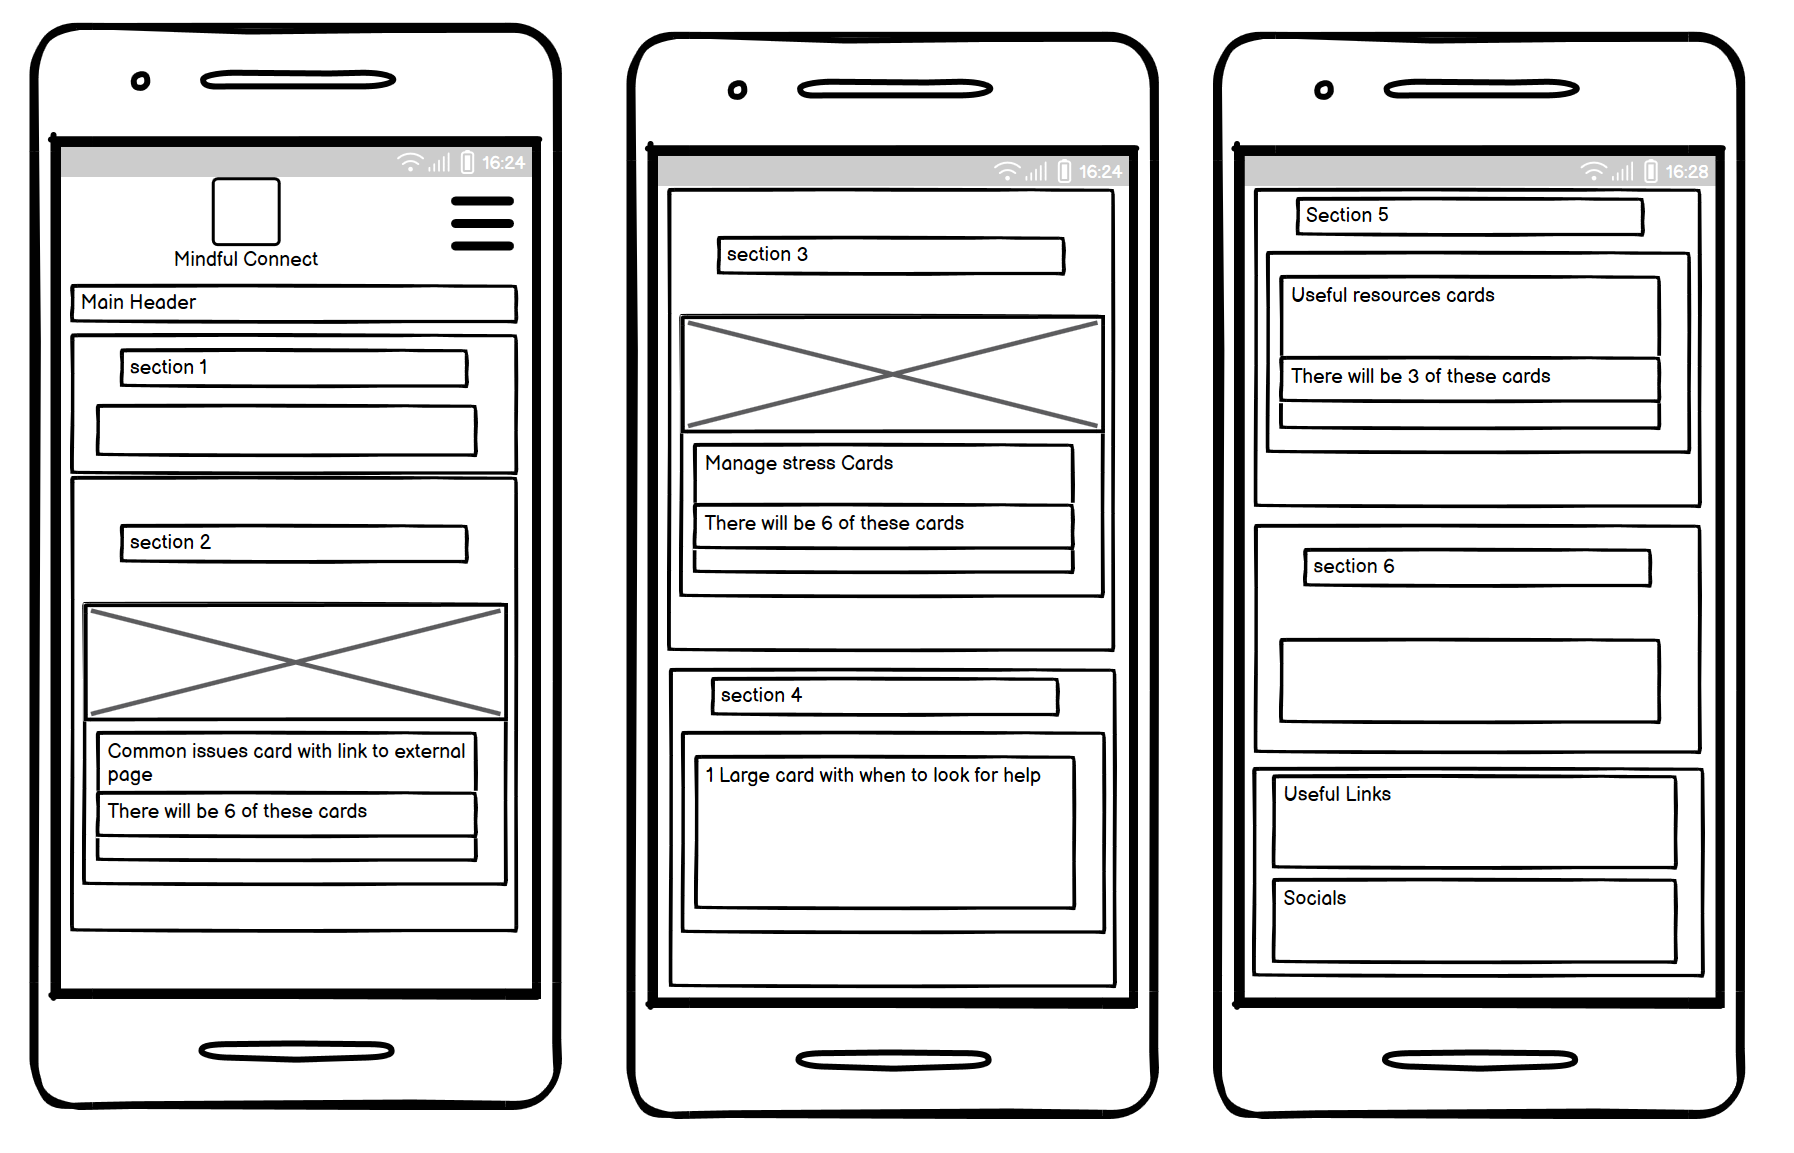 16:24
Mindful Connect
Main Header
section 1
section 2
Common issues card with link to external
page
There will be 6 of these cards
16:24
section 3
Manage stress Cards
There will be 6 of these cards
section 4
1 Large card with when to look for help
16:28
Section 5
Useful resources cards
There will be 3 of these cards
section 6
Useful Links
Socials